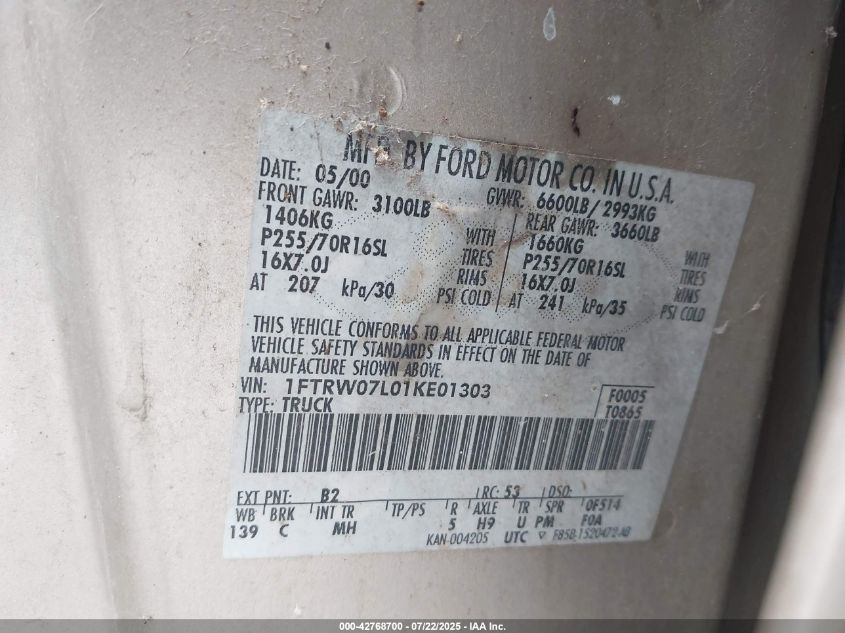 MFD. BY FORD MOTOR CO. IN U.S.A.
DATE: 05/00 GVWR: 6600LB/2993KG
FRONT GAWR: 3100LB REAR GAWR: 3660LB
1406KG WITH 1660KG WITH
P255/70R16SL TIRES P255/70R16SL TIRES
16X7.0J RIMS 16X7.0J RIMS
AT 207 kPa/30 PSI COLD AT 241 kPa/35 PSI COLD
THIS VEHICLE CONFORMS TO ALL APPLICABLE FEDERAL MOTOR
VEHICLE SAFETY STANDARDS IN EFFECT ON THE DATE OF
MANUFACTURE SHOWN ABOVE.
VIN: 1FTRW07L01KE01303 F0005
TYPE: TRUCK T0865
EXT PNT: B2 RC: 53 DSO:
WB BRK INT TR TP/PS R AXLE TR SPR 0F514
139 C MH 5 H9 U PM F0A
KAN-004205 UTC F85B-1520472-AB
000-42768700 - 07/22/2025 - IAA Inc.